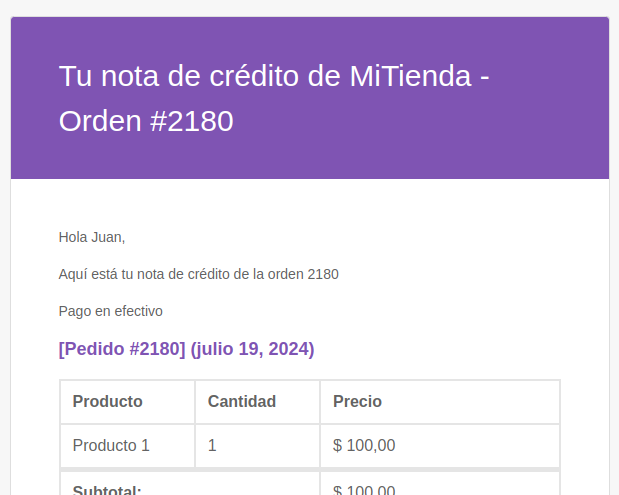 Tu nota de crédito de MiTienda -
Orden #2180
Hola Juan,
Aquí está tu nota de crédito de la orden 2180
Pago en efectivo
[Pedido #2180] (julio 19, 2024)
Producto Cantidad Precio
Producto 1 1 $ 100,00
Subtotal: $ 100,00